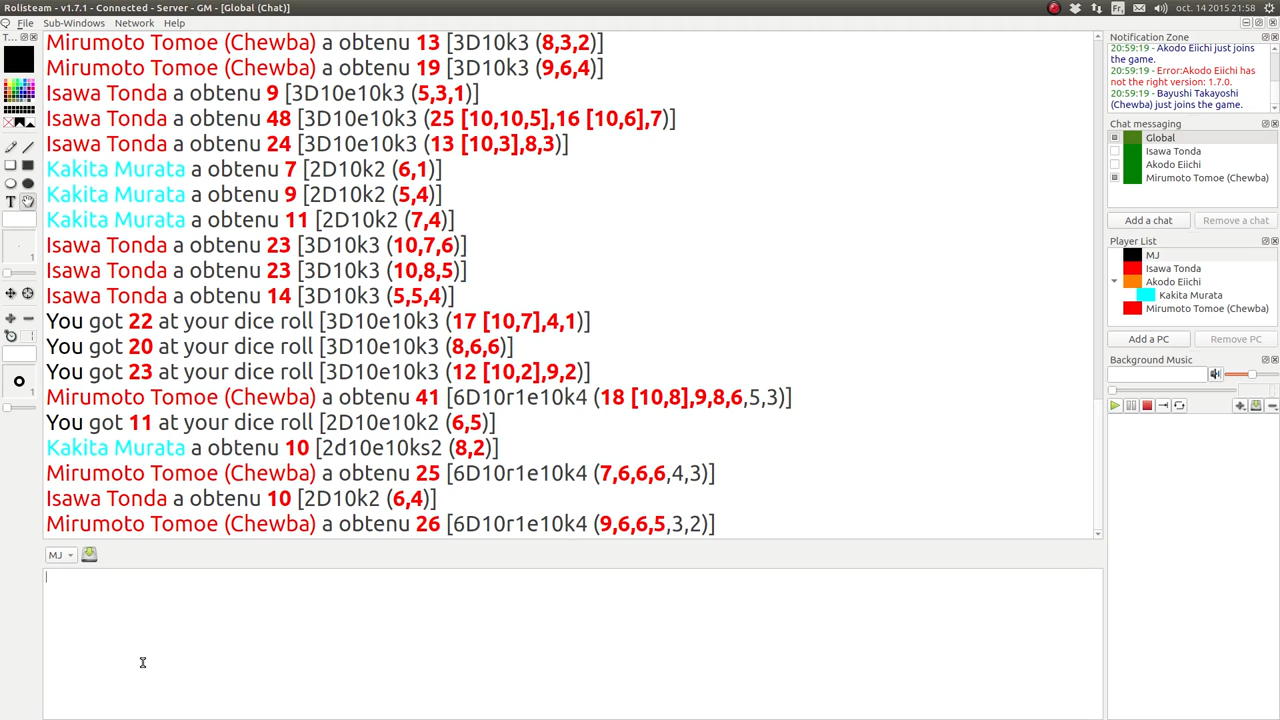 Rolisteam - v1.7.1 - Connected - Server - GM - [Global (Chat)]
Fr
oct. 14 2015 21:58
File Sub-Windows Network Help
T...
Mirumoto Tomoe (Chewba) a obtenu 13 [3D10k3 (8,3,2)]
Mirumoto Tomoe (Chewba) a obtenu 19 [3D10k3 (9,6,4)]
Isawa Tonda a obtenu 9 [3D10e10k3 (5,3,1)]
Isawa Tonda a obtenu 48 [3D10e10k3 (25 [10,10,5],16 [10,6],7)]
Isawa Tonda a obtenu 24 [3D10e10k3 (13 [10,3],8,3)]
Kakita Murata a obtenu 7 [2D10k2 (6,1)]
Kakita Murata a obtenu 9 [2D10k2 (5,4)]
Kakita Murata a obtenu 11 [2D10k2 (7,4)]
Isawa Tonda a obtenu 23 [3D10k3 (10,7,6)]
Isawa Tonda a obtenu 23 [3D10k3 (10,8,5)]
Isawa Tonda a obtenu 14 [3D10k3 (5,5,4)]
You got 22 at your dice roll [3D10e10k3 (17 [10,7],4,1)]
You got 20 at your dice roll [3D10e10k3 (8,6,6)]
You got 23 at your dice roll [3D10e10k3 (12 [10,2],9,2)]
Mirumoto Tomoe (Chewba) a obtenu 41 [6D10r1e10k4 (18 [10,8],9,8,6,5,3)]
You got 11 at your dice roll [2D10e10k2 (6,5)]
Kakita Murata a obtenu 10 [2d10e10ks2 (8,2)]
Mirumoto Tomoe (Chewba) a obtenu 25 [6D10r1e10k4 (7,6,6,6,4,3)]
Isawa Tonda a obtenu 10 [2D10k2 (6,4)]
Mirumoto Tomoe (Chewba) a obtenu 26 [6D10r1e10k4 (9,6,6,5,3,2)]
MJ
T
1
1
Notification Zone
20:59:19 - Akodo Eiichi just joins
the game.
20:59:19 - Error:Akodo Eiichi has
not the right version: 1.7.0.
20:59:19 - Bayushi Takayoshi
(Chewba) just joins the game.
Chat messaging
Global
Isawa Tonda
Akodo Eiichi
Mirumoto Tomoe (Chewba)
Add a chat
Remove a chat
Player List
MJ
Isawa Tonda
Akodo Eiichi
Kakita Murata
Mirumoto Tomoe (Chewba)
Add a PC
Remove PC
Background Music